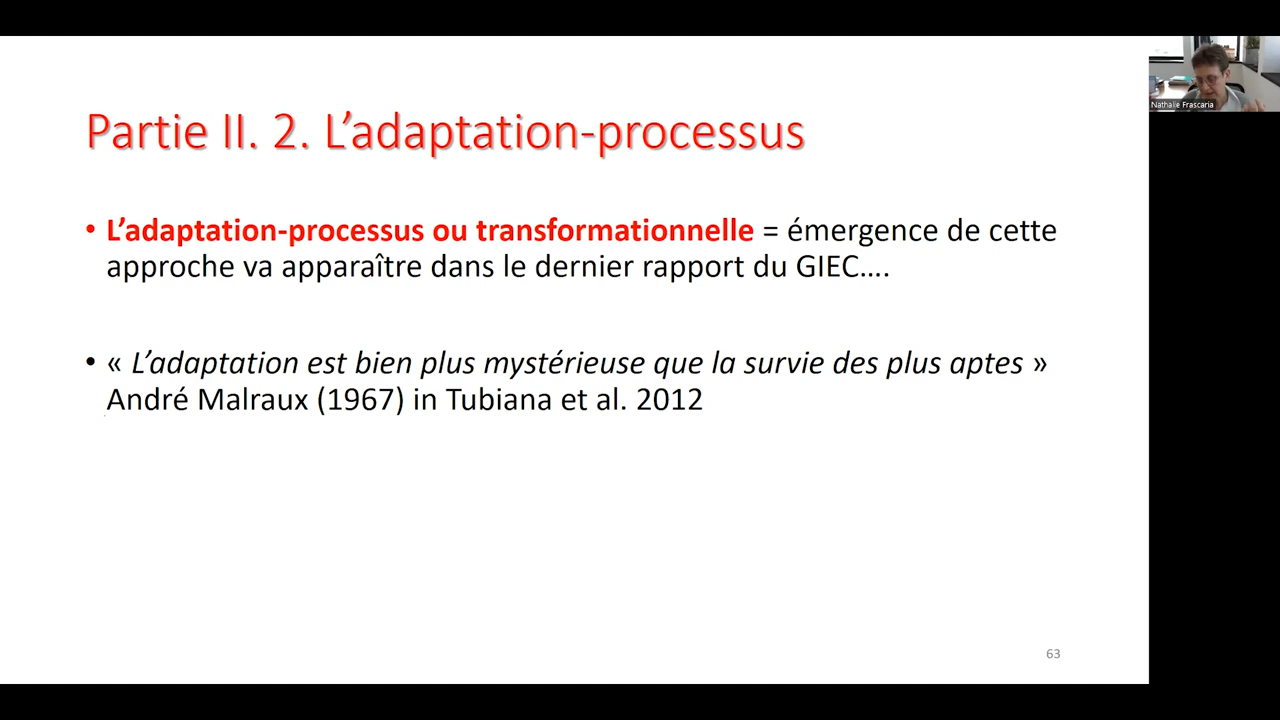 Partie II. 2. L’adaptation-processus
• L’adaptation-processus ou transformationnelle = émergence de cette
approche va apparaître dans le dernier rapport du GIEC….
• « L’adaptation est bien plus mystérieuse que la survie des plus aptes »
André Malraux (1967) in Tubiana et al. 2012
63
Nathalie Frascaria